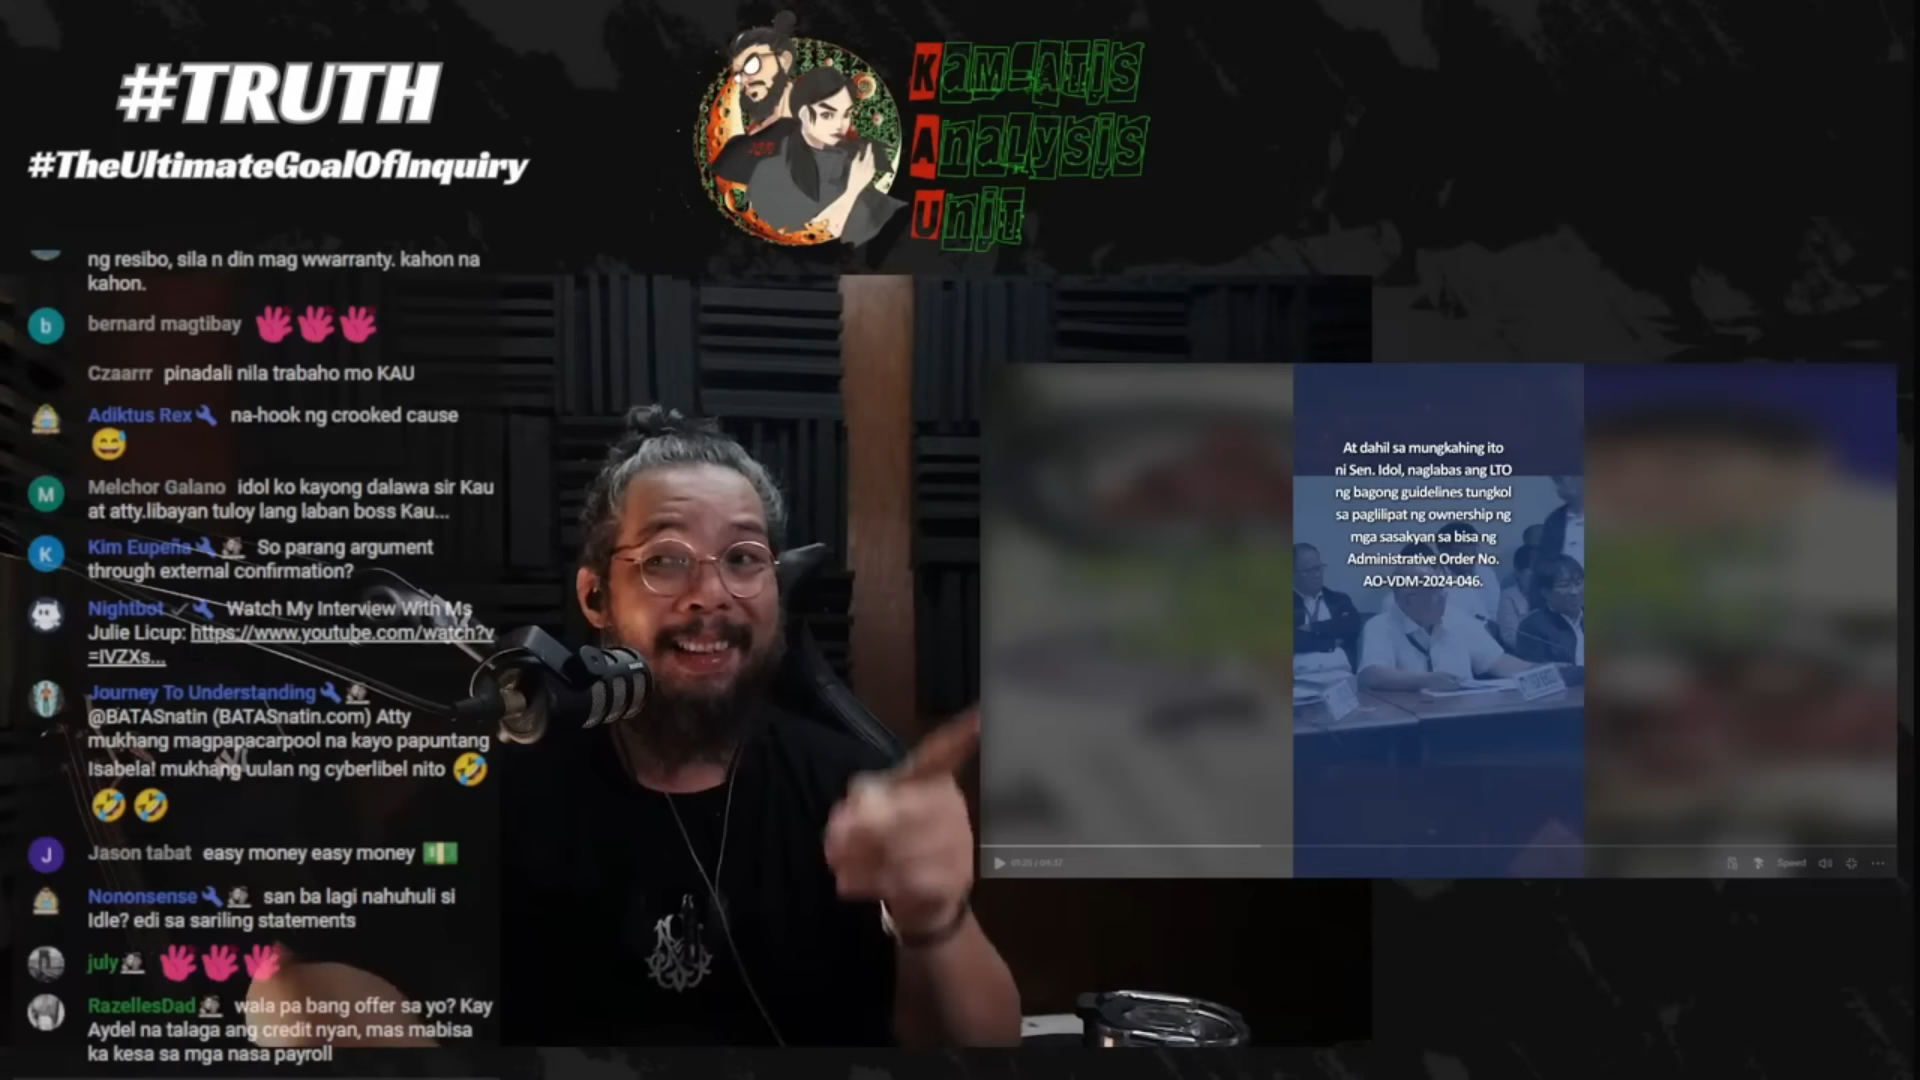 #TRUTH
#TheUltimateGoalOfInquiry
Kam-Atis
Analysis
Unit
ng resibo, sila n din mag wwarranty. kahon na
kahon.
b
bernard magtibay
Czaarrr pinadali nila trabaho mo KAU
Adiktus Rex na-hook ng crooked cause
M
Melchor Galano idol ko kayong dalawa sir Kau
at atty.libayan tuloy lang laban boss Kau...
K
Kim Eupeña So parang argument
through external confirmation?
Nightbot Watch My Interview With Ms
Julie Licup: https://www.youtube.com/watch?v
=IVZXs...
Journey To Understanding
@BATASnatin (BATASnatin.com) Atty
mukhang magpapacarpool na kayo papuntang
Isabela! mukhang uulan ng cyberlibel nito
J
Jason tabat easy money easy money
Nononsense san ba lagi nahuhuli si
Idle? edi sa sariling statements
july
RazellesDad wala pa bang offer sa yo? Kay
Aydel na talaga ang credit nyan, mas mabisa
ka kesa sa mga nasa payroll
At dahil sa mungkahing ito
ni Sen. Idol, naglabas ang LTO
ng bagong guidelines tungkol
sa paglilipat ng ownership ng
mga sasakyan sa bisa ng
Administrative Order No.
AO-VDM-2024-046.
01:25 / 04:37
Speed